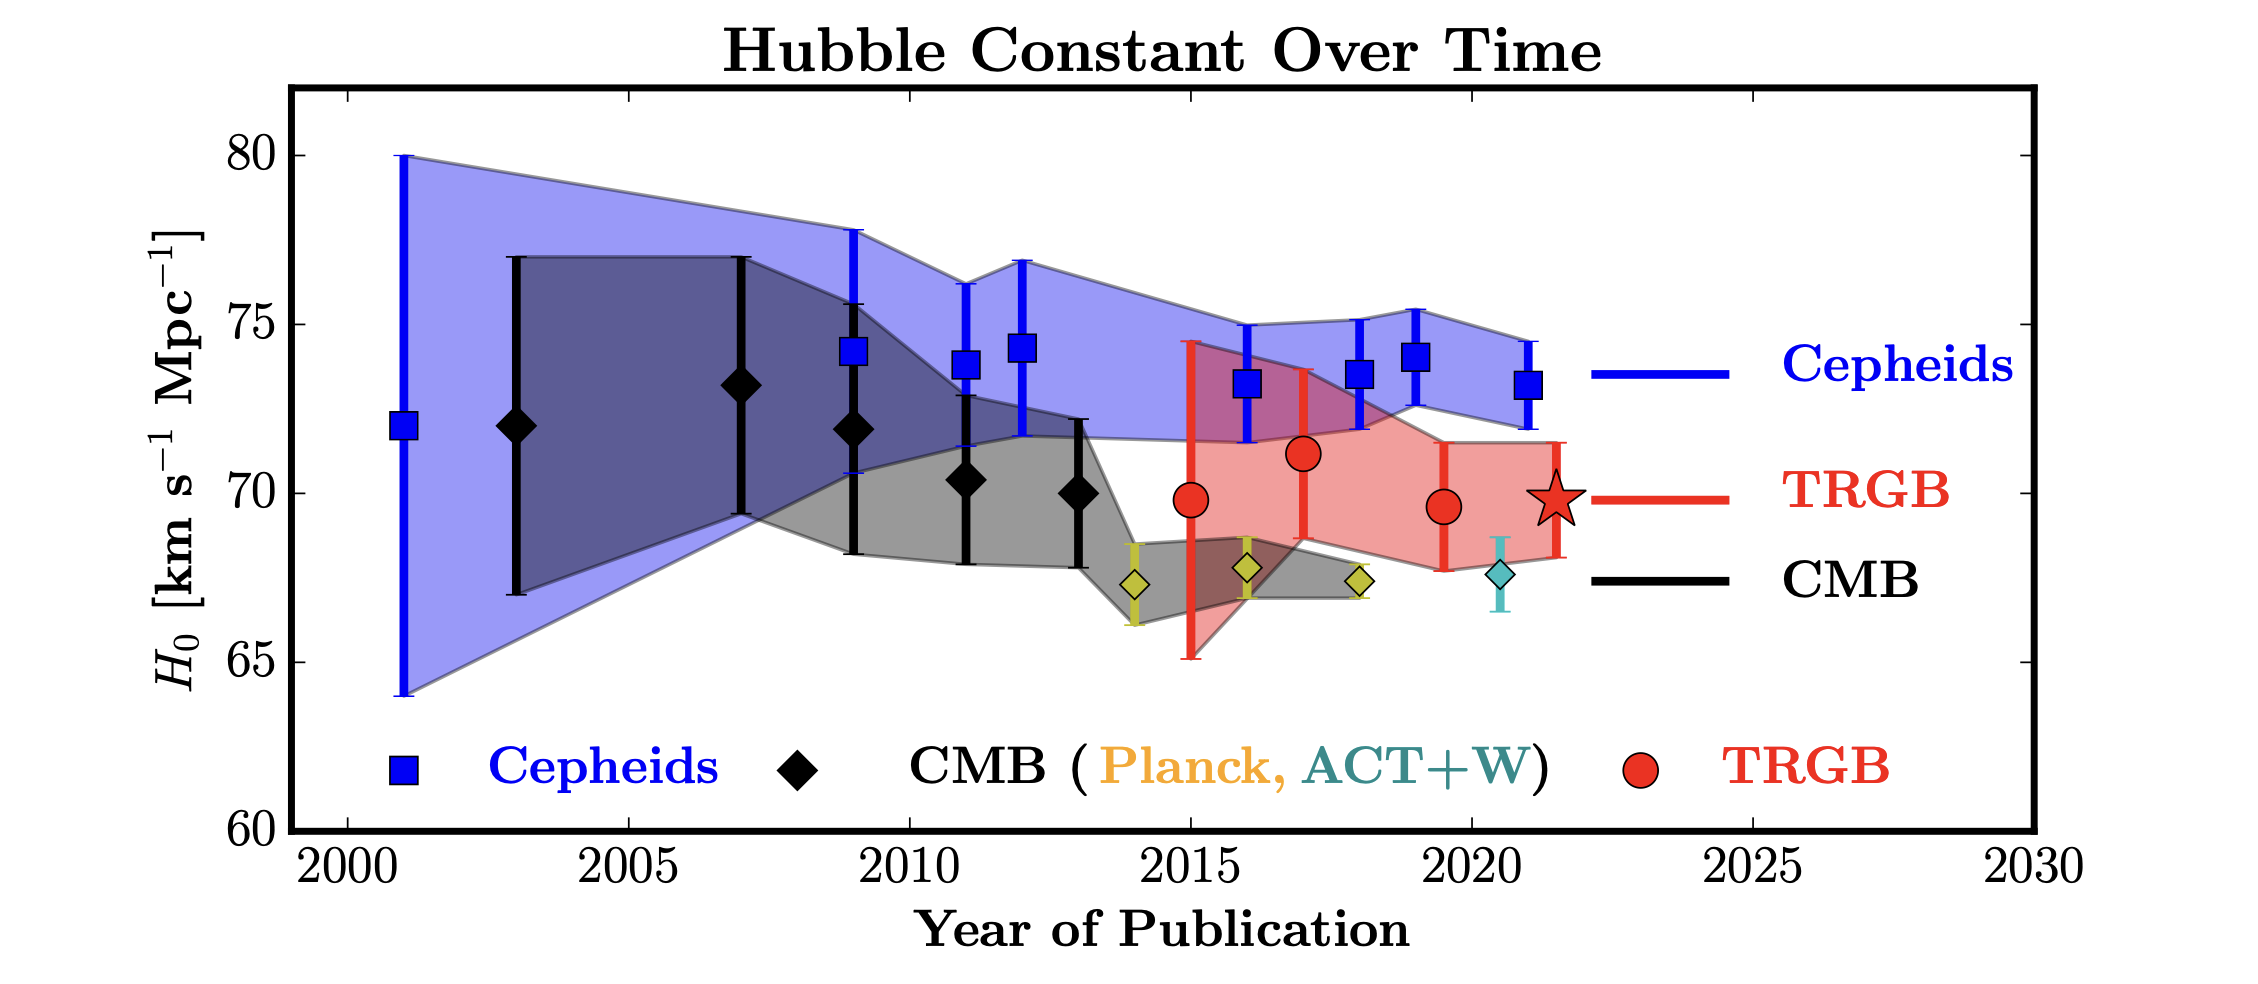 Hubble Constant Over Time
80
75
70
65
60
H₀ [km s⁻¹ Mpc⁻¹]
Cepheids
TRGB
CMB
Cepheids CMB (Planck, ACT+W) TRGB
2000 2005 2010 2015 2020 2025 2030
Year of Publication